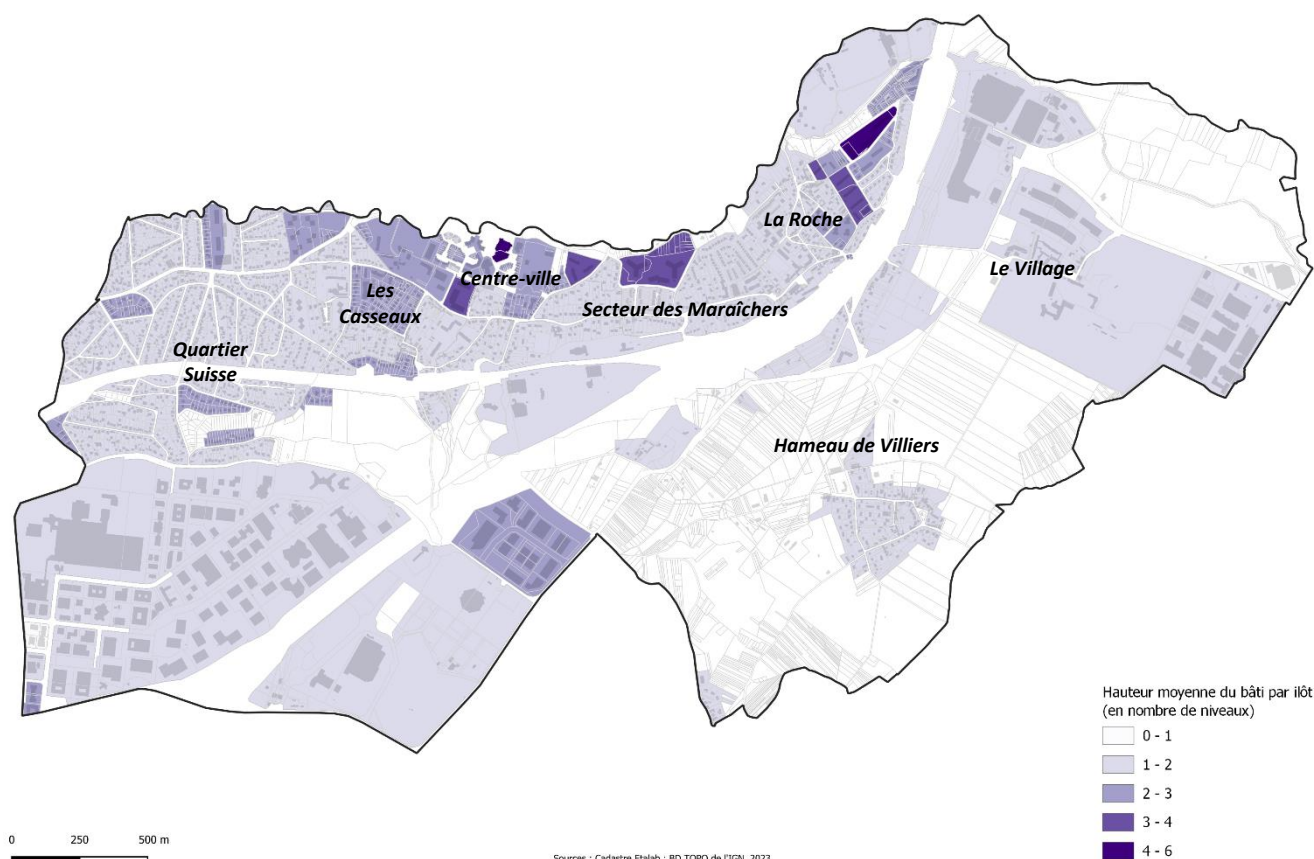 La Roche
Le Village
Centre-ville
Les
Casseaux
Secteur des Maraîchers
Quartier
Suisse
Hameau de Villiers
Hauteur moyenne du bâti par ilôt
(en nombre de niveaux)
0 - 1
1 - 2
2 - 3
3 - 4
4 - 6
0 250 500 m
Sources : Cadastre Etalab ; BD TOPO de l'IGN, 2023